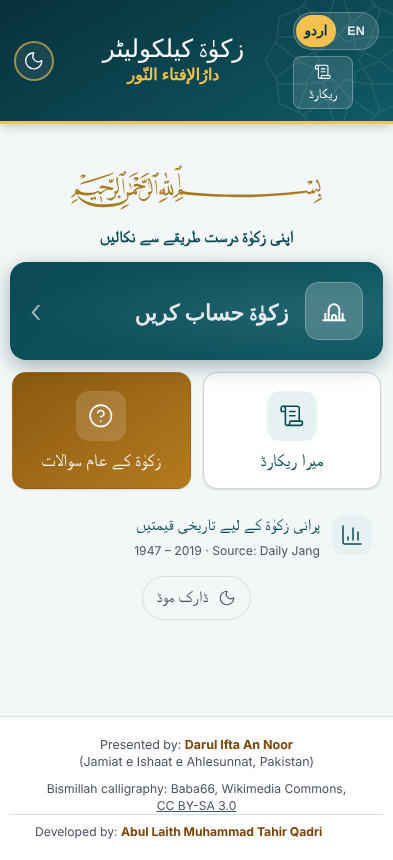 زکوٰۃ کیلکولیٹر
دارُالإفتاء النّور
اردو EN
ریکارڈ
بِسْمِ اللهِ الرَّحْمٰنِ الرَّحِيْمِ
اپنی زکوٰۃ درست طریقے سے نکالیں
زکوٰۃ حساب کریں
میرا ریکارڈ
زکوٰۃ کے عام سوالات
پرانی زکوٰۃ کے لیے تاریخی قیمتیں
1947 – 2019 · Source: Daily Jang
ڈارک موڈ
Presented by: Darul Ifta An Noor
(Jamiat e Ishaat e Ahlesunnat, Pakistan)
Bismillah calligraphy: Baba66, Wikimedia Commons,
CC BY-SA 3.0
Developed by: Abul Laith Muhammad Tahir Qadri